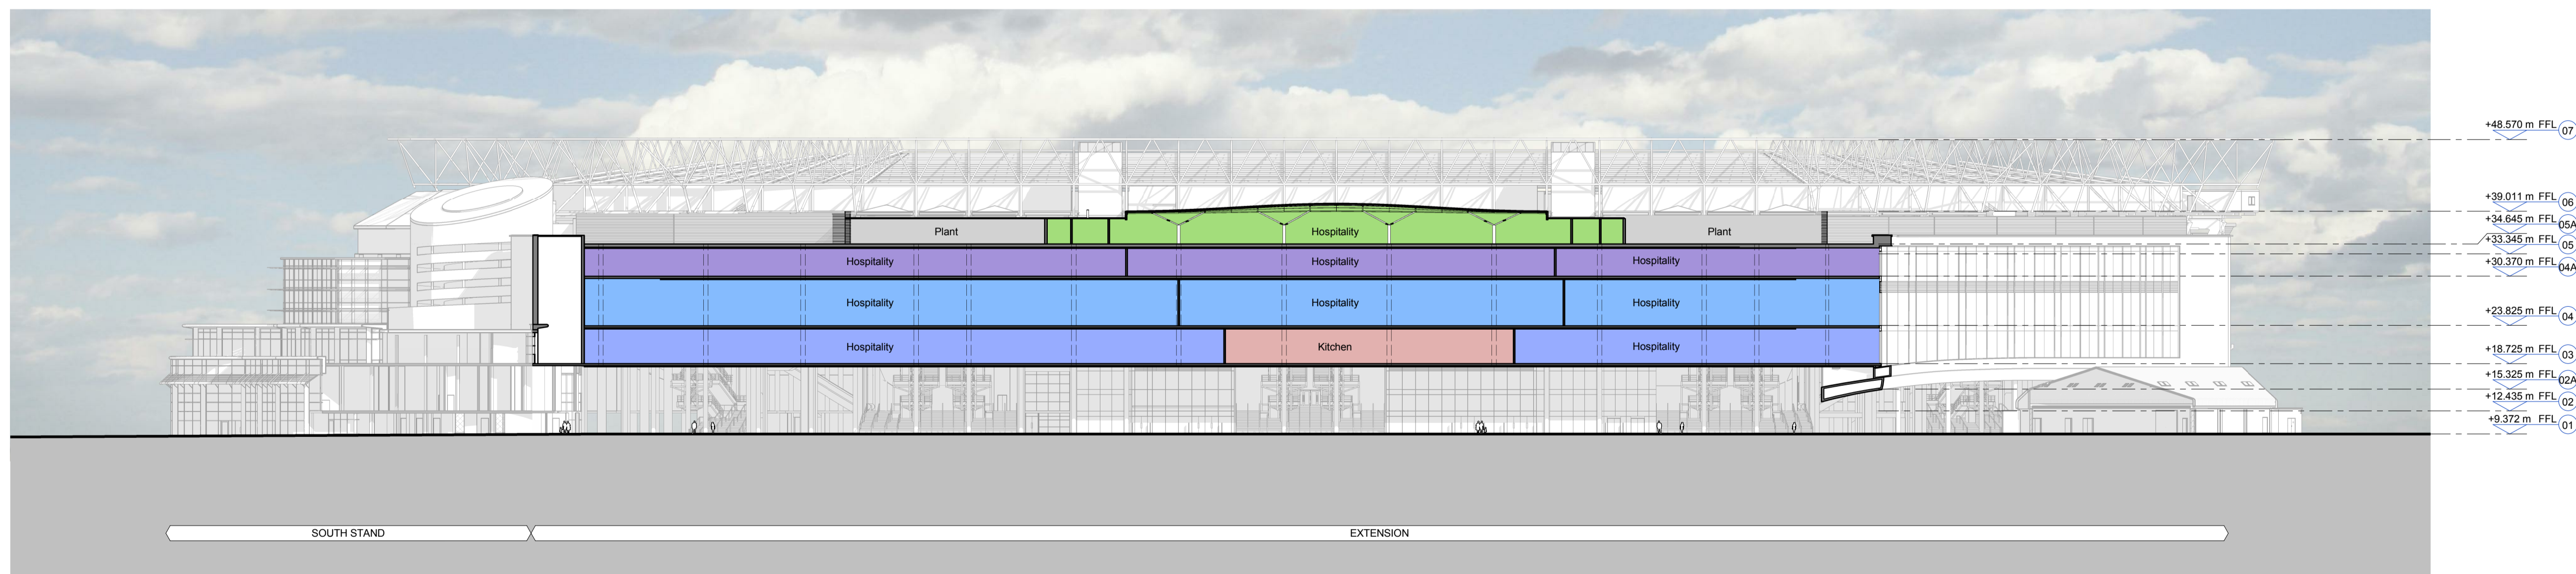 +48.570 m FFL 07
+39.011 m FFL 06
+34.645 m FFL 05A
+33.345 m FFL 05
+30.370 m FFL 04A
+23.825 m FFL 04
+18.725 m FFL 03
+15.325 m FFL 02A
+12.435 m FFL 02
+9.372 m FFL 01
Plant Hospitality Plant
Hospitality Hospitality Hospitality
Hospitality Hospitality Hospitality
Hospitality Kitchen Hospitality
SOUTH STAND EXTENSION